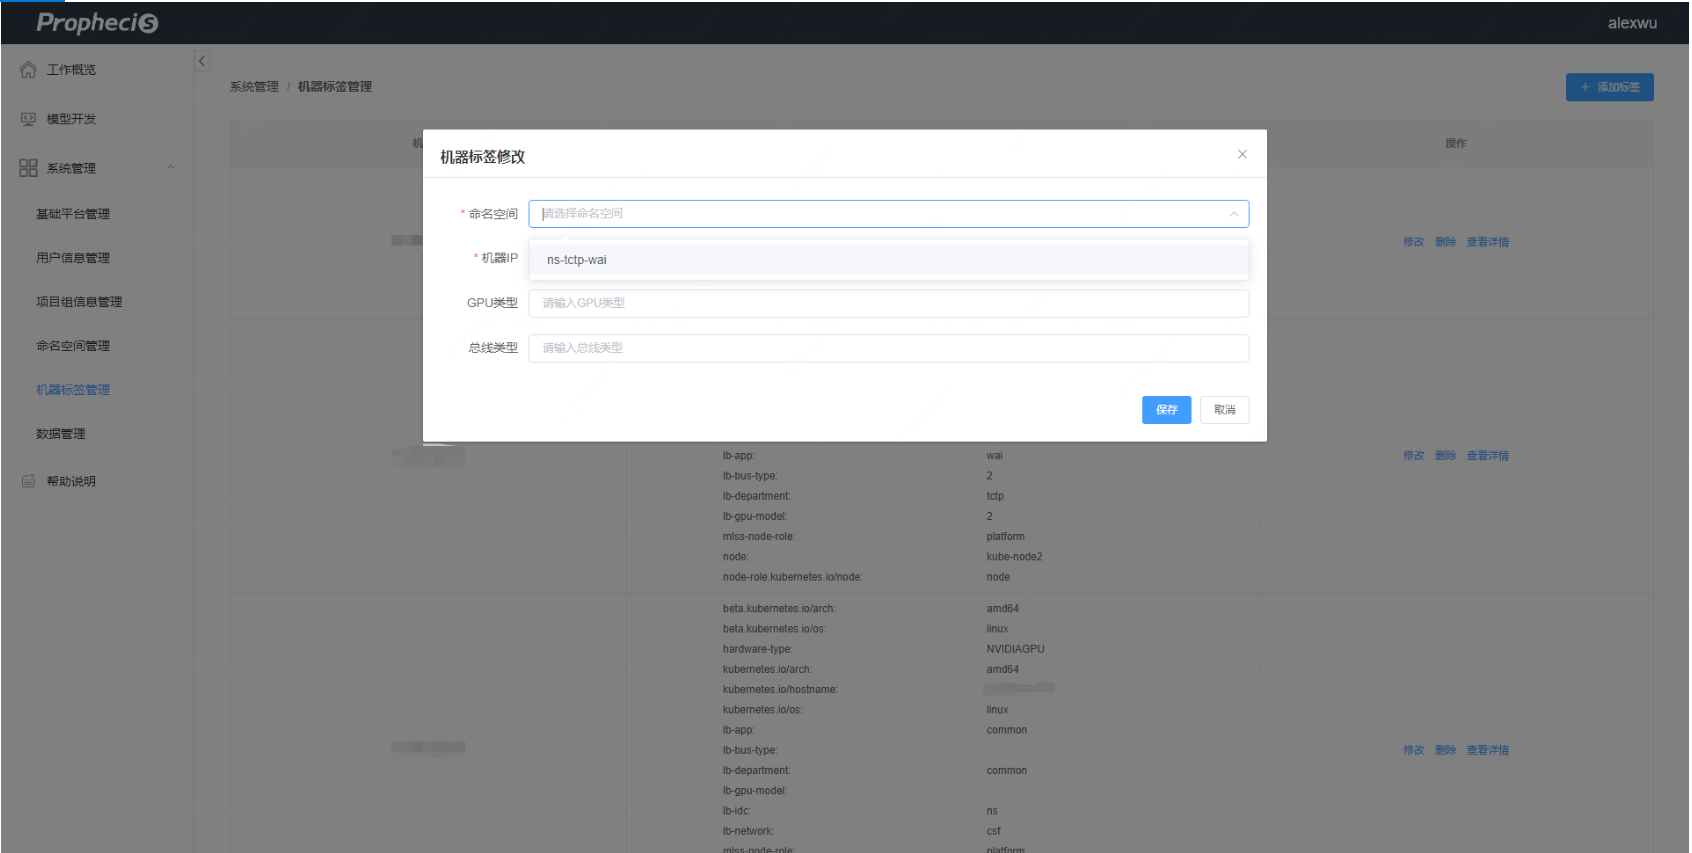 Prophecis
alexwu
工作概览
模型开发
系统管理
基础平台管理
用户信息管理
项目组信息管理
命名空间管理
机器标签管理
数据管理
帮助说明
系统管理 / 机器标签管理
+ 添加标签
机
操作
机器标签修改
* 命名空间 请选择命名空间
* 机器IP
ns-tctp-wai
GPU类型 请输入GPU类型
总线类型 请输入总线类型
保存 取消
修改 删除 查看详情
lb-app: wai
lb-bus-type: 2
lb-department: tctp
lb-gpu-model: 2
mlss-node-role: platform
node: kube-node2
node-role.kubernetes.io/node: node
修改 删除 查看详情
beta.kubernetes.io/arch: amd64
beta.kubernetes.io/os: linux
hardware-type: NVIDIAGPU
kubernetes.io/arch: amd64
kubernetes.io/hostname:
kubernetes.io/os: linux
lb-app: common
lb-bus-type:
lb-department: common
lb-gpu-model:
lb-idc: ns
lb-network: csf
mlss-node-role: platform
修改 删除 查看详情